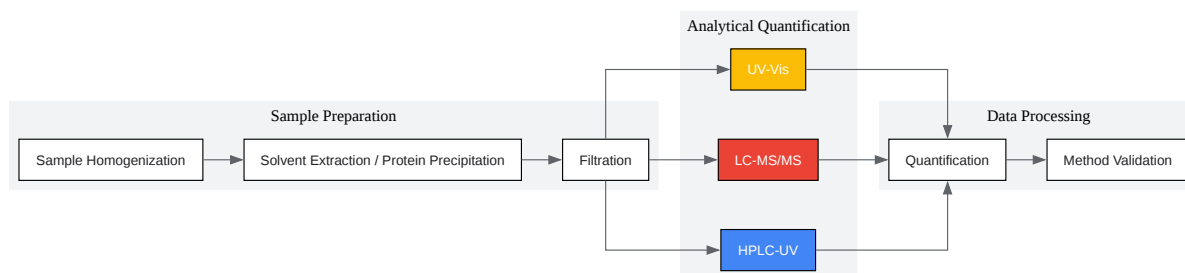 Analytical Quantification
UV-Vis
Sample Preparation
Data Processing
Sample Homogenization
Solvent Extraction / Protein Precipitation
Filtration
LC-MS/MS
Quantification
Method Validation
HPLC-UV